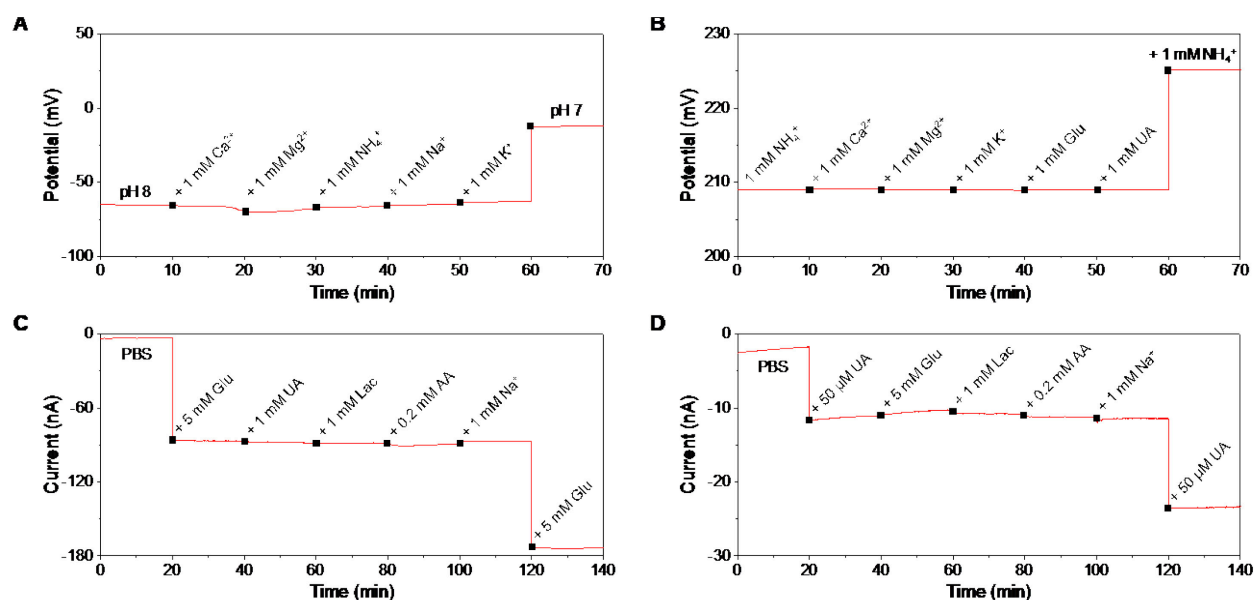 A
50
0
-50
-100
Potential (mV)
pH 8
+ 1 mM Ca²⁺
+ 1 mM Mg²⁺
+ 1 mM NH₄⁺
+ 1 mM Na⁺
+ 1 mM K⁺
pH 7
0 10 20 30 40 50 60 70
Time (min)
B
230
220
210
200
Potential (mV)
1 mM NH₄⁺
+ 1 mM Ca²⁺
+ 1 mM Mg²⁺
+ 1 mM K⁺
+ 1 mM Glu
+ 1 mM UA
+ 1 mM NH₄⁺
0 10 20 30 40 50 60 70
Time (min)
C
0
-60
-120
-180
Current (nA)
PBS
+ 5 mM Glu
+ 1 mM UA
+ 1 mM Lac
+ 0.2 mM AA
+ 1 mM Na⁺
+ 5 mM Glu
0 20 40 60 80 100 120 140
Time (min)
D
0
-10
-20
-30
Current (nA)
PBS
+ 50 µM UA
+ 5 mM Glu
+ 1 mM Lac
+ 0.2 mM AA
+ 1 mM Na⁺
+ 50 µM UA
0 20 40 60 80 100 120 140
Time (min)